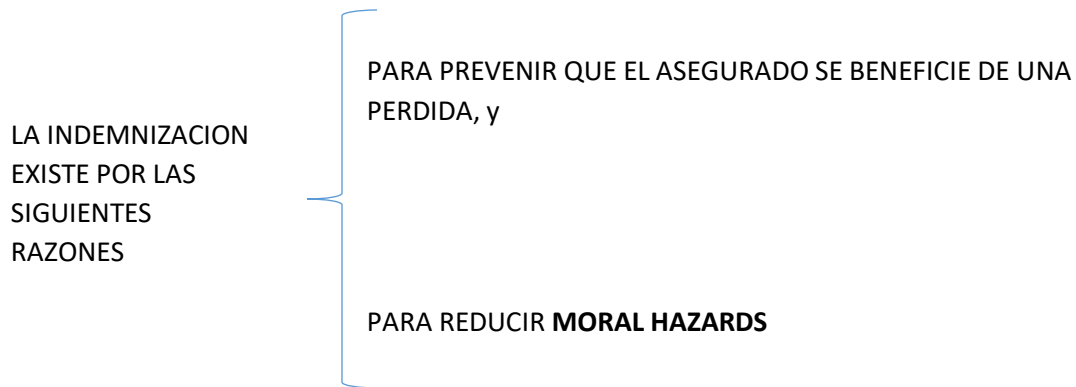 LA INDEMNIZACION
EXISTE POR LAS
SIGUIENTES
RAZONES
PARA PREVENIR QUE EL ASEGURADO SE BENEFICIE DE UNA
PERDIDA, y
PARA REDUCIR MORAL HAZARDS